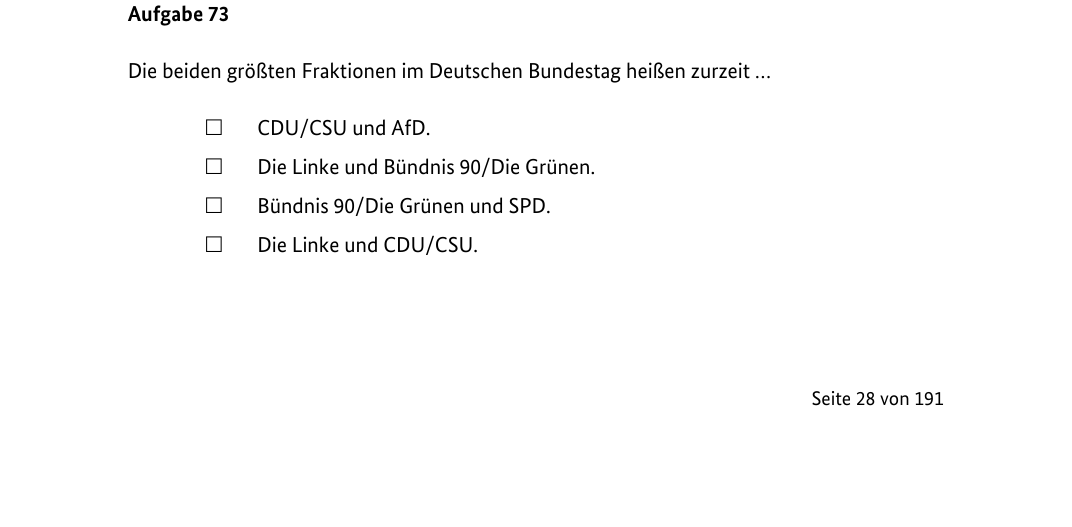 Aufgabe 73
Die beiden größten Fraktionen im Deutschen Bundestag heißen zurzeit …
☐ CDU/CSU und AfD.
☐ Die Linke und Bündnis 90/Die Grünen.
☐ Bündnis 90/Die Grünen und SPD.
☐ Die Linke und CDU/CSU.
Seite 28 von 191